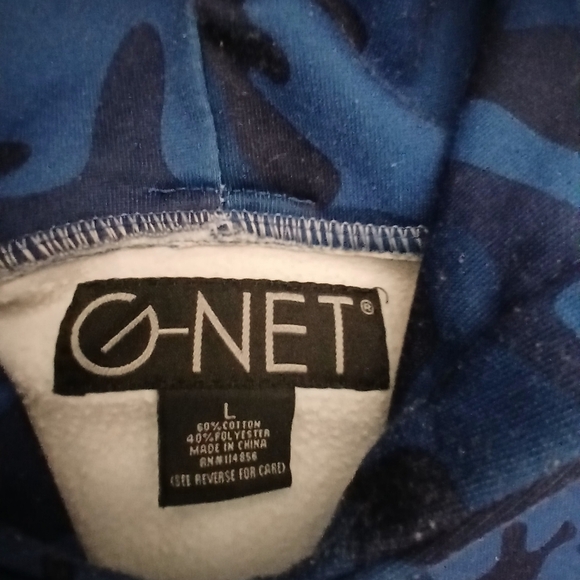 G-NET®
L
60% COTTON
40% POLYESTER
MADE IN CHINA
RN#114856
(SEE REVERSE FOR CARE)